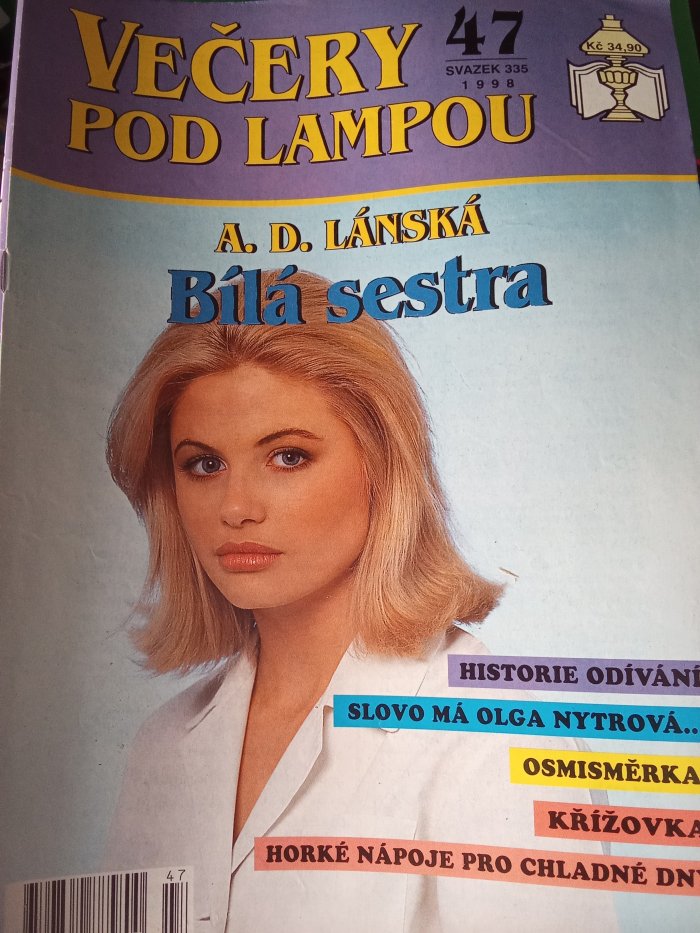 VEČERY
POD LAMPOU
47
SVAZEK 335
1998
Kč 34,90
A. D. LÁNSKÁ
Bílá sestra
HISTORIE ODÍVÁNÍ
SLOVO MÁ OLGA NYTROVÁ...
OSMISMĚRKA
KŘÍŽOVKA
HORKÉ NÁPOJE PRO CHLADNÉ DNY
47